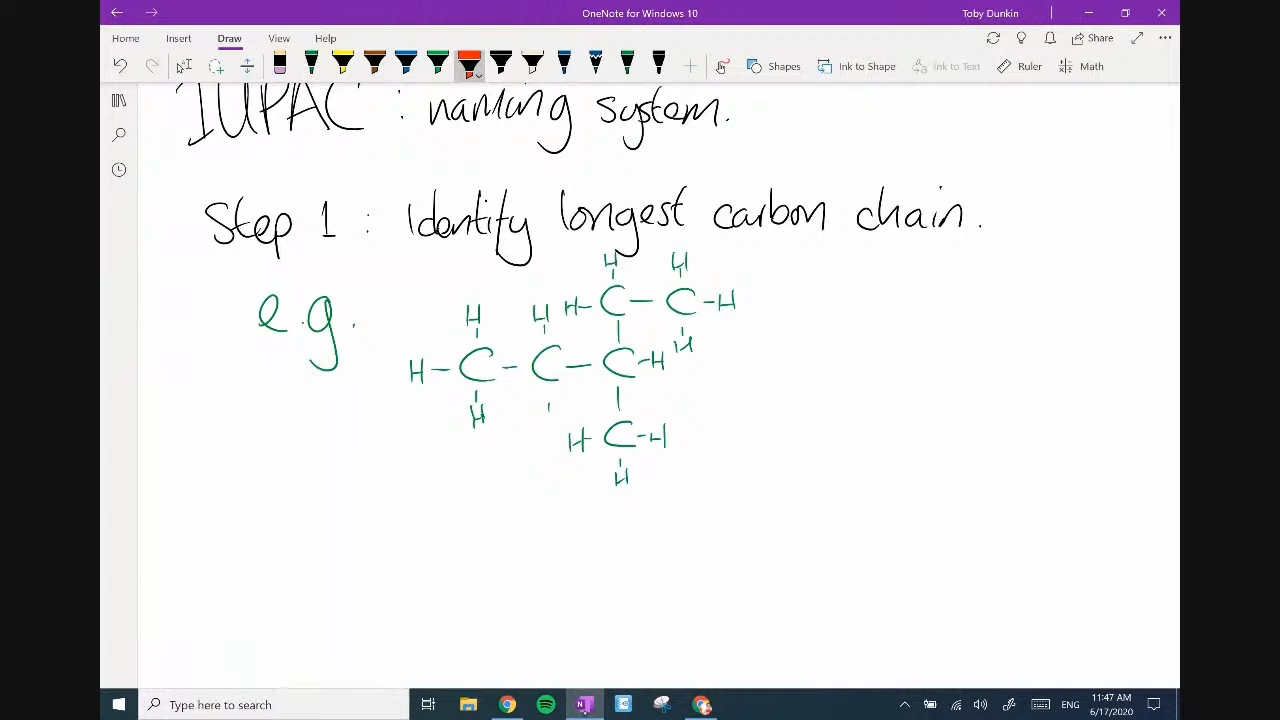 OneNote for Windows 10
Toby Dunkin
Home Insert Draw View Help
Share
Shapes Ink to Shape Ink to Text Ruler Math
IUPAC : naming system.
Step 1 : Identify longest carbon chain.
e.g.
H H
H C C H
H H H
H C C C H
H
H C H
H
Type here to search
ENG
11:47 AM
6/17/2020